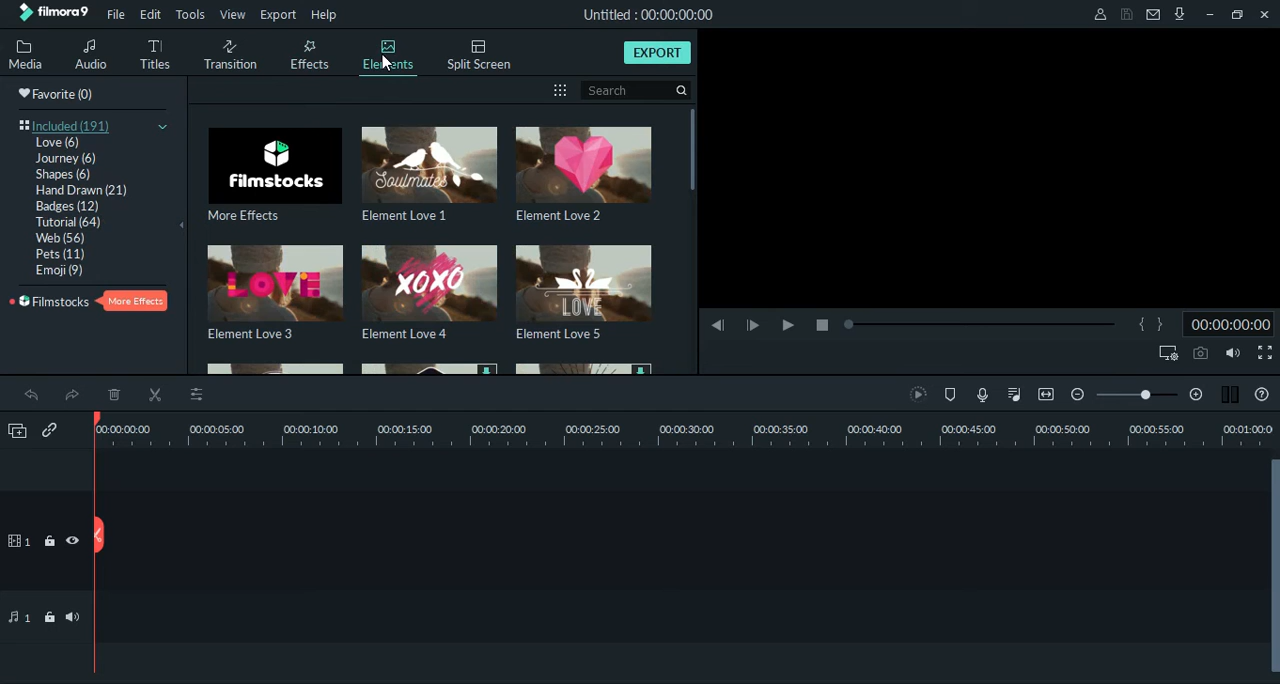 filmora9 File Edit Tools View Export Help Untitled : 00:00:00:00
Media Audio Titles Transition Effects Elements Split Screen EXPORT
Favorite (0)
Search
Included (191)
Love (6)
Journey (6)
Shapes (6)
Hand Drawn (21)
Badges (12)
Tutorial (64)
Web (56)
Pets (11)
Emoji (9)
Filmstocks More Effects
filmstocks
Soulmates
More Effects Element Love 1 Element Love 2
LOVE
XOXO
LOVE
Element Love 3 Element Love 4 Element Love 5
{ } 00:00:00:00
00:00:00:00 00:00:05:00 00:00:10:00 00:00:15:00 00:00:20:00 00:00:25:00 00:00:30:00 00:00:35:00 00:00:40:00 00:00:45:00 00:00:50:00 00:00:55:00 00:01:00:0
1
1